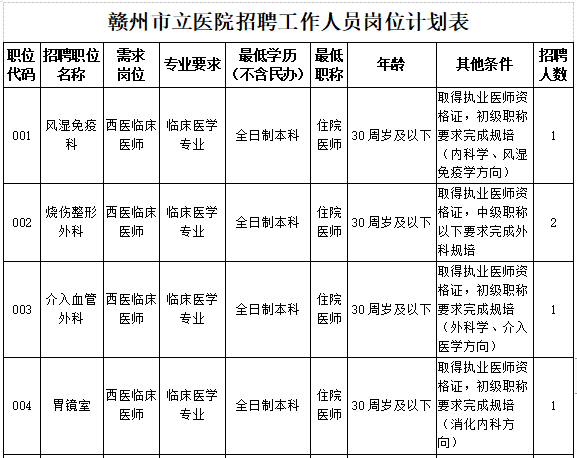 赣州市立医院招聘工作人员岗位计划表
职位代码 招聘职位名称 需求岗位 专业要求 最低学历（不含民办） 最低职称 年龄 其他条件 招聘人数
001 风湿免疫科 西医临床医师 临床医学专业 全日制本科 住院医师 30周岁及以下 取得执业医师资格证，初级职称要求完成规培（内科学、风湿免疫学方向） 1
002 烧伤整形外科 西医临床医师 临床医学专业 全日制本科 住院医师 30周岁及以下 取得执业医师资格证，中级职称以下要求完成外科规培 2
003 介入血管外科 西医临床医师 临床医学专业 全日制本科 住院医师 30周岁及以下 取得执业医师资格证，初级职称要求完成规培（外科学、介入医学方向） 1
004 胃镜室 西医临床医师 临床医学专业 全日制本科 住院医师 30周岁及以下 取得执业医师资格证，初级职称要求完成规培（消化内科方向） 1